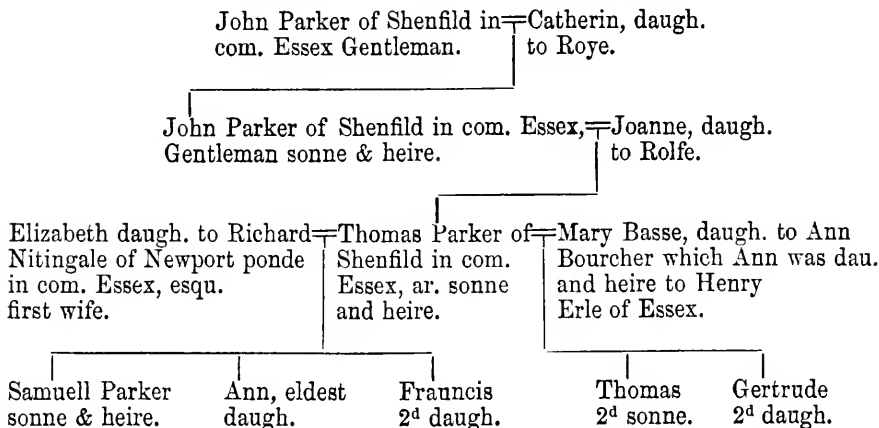 John Parker of Shenfild in
com. Essex Gentleman.
Catherin, daugh.
to Roye.
John Parker of Shenfild in com. Essex,
Gentleman sonne & heire.
Joanne, daugh.
to Rolfe.
Elizabeth daugh. to Richard
Nitingale of Newport ponde
in com. Essex, esqu.
first wife.
Thomas Parker of
Shenfild in com.
Essex, ar. sonne
and heire.
Mary Basse, daugh. to Ann
Bourcher which Ann was dau.
and heire to Henry
Erle of Essex.
Samuell Parker
sonne & heire.
Ann, eldest
daugh.
Frauncis
2d daugh.
Thomas
2d sonne.
Gertrude
2d daugh.